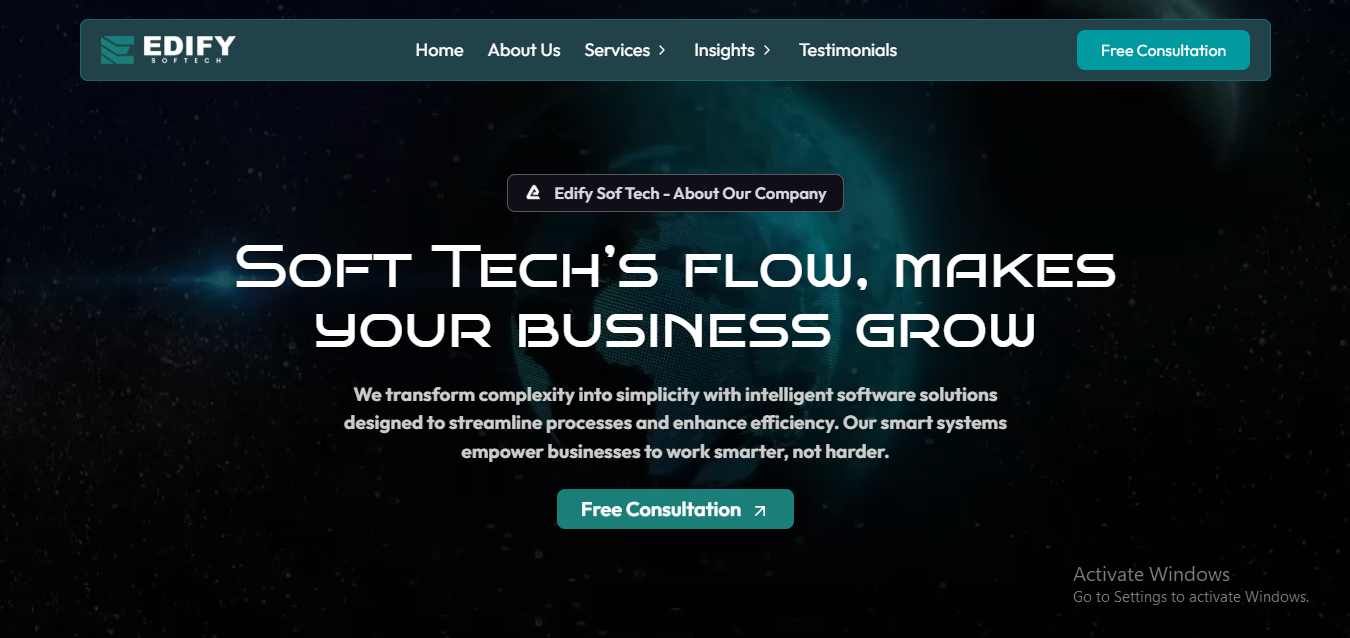 EDIFY
SOFTECH
Home About Us Services Insights Testimonials Free Consultation
Edify Sof Tech - About Our Company
Soft Tech's flow, makes
your business grow
We transform complexity into simplicity with intelligent software solutions
designed to streamline processes and enhance efficiency. Our smart systems
empower businesses to work smarter, not harder.
Free Consultation
Activate Windows
Go to Settings to activate Windows.